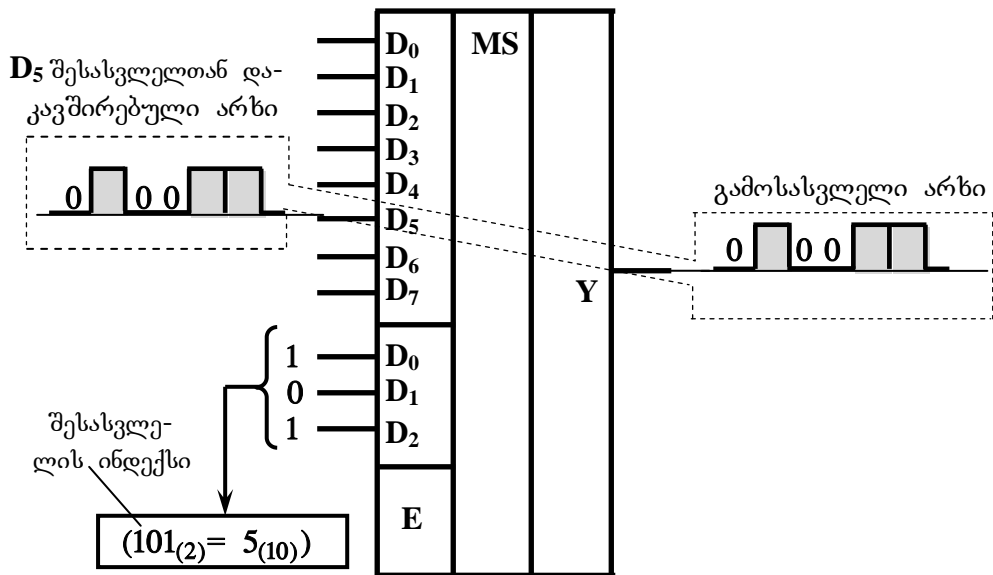 D₅ შესასვლელთან და-
კავშირებული არხი
0 0 0
D₀
D₁
D₂
D₃
D₄
D₅
D₆
D₇
MS
Y
გამოსასვლელი არხი
0 0 0
1
0
1
D₀
D₁
D₂
E
შესასვლე-
ლის ინდექსი
(101₍₂₎= 5₍₁₀₎)